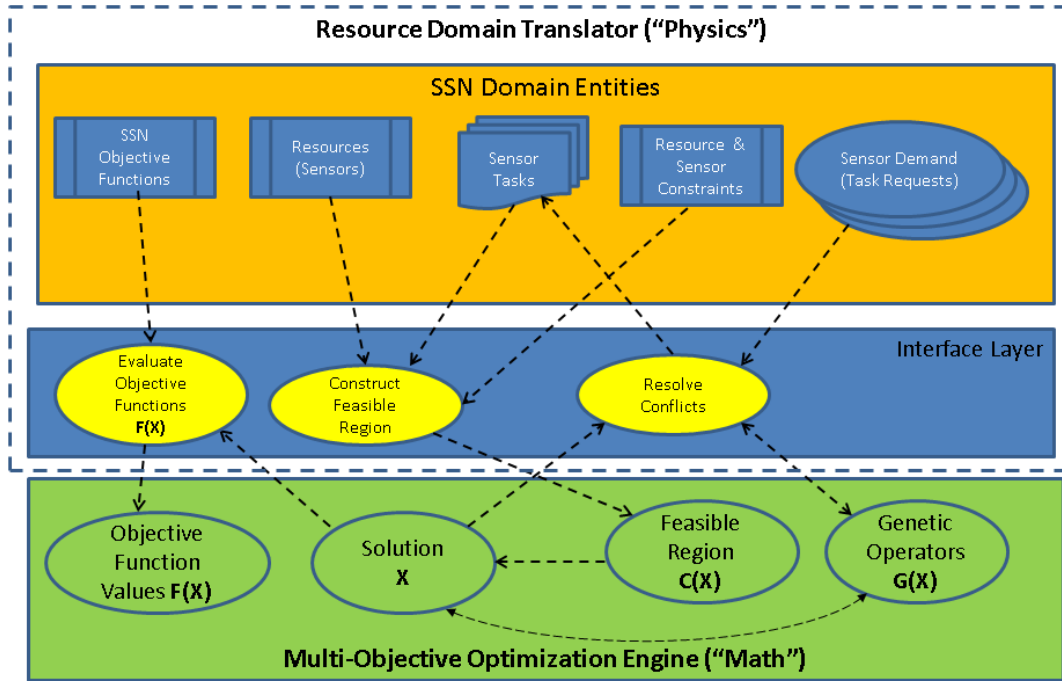 Resource Domain Translator (“Physics”)
SSN Domain Entities
SSN
Objective
Functions
Resources
(Sensors)
Sensor
Tasks
Resource &
Sensor
Constraints
Sensor Demand
(Task Requests)
Interface Layer
Evaluate
Objective
Functions
F(X)
Construct
Feasible
Region
Resolve
Conflicts
Objective
Function
Values F(X)
Solution
X
Feasible
Region
C(X)
Genetic
Operators
G(X)
Multi-Objective Optimization Engine (“Math”)